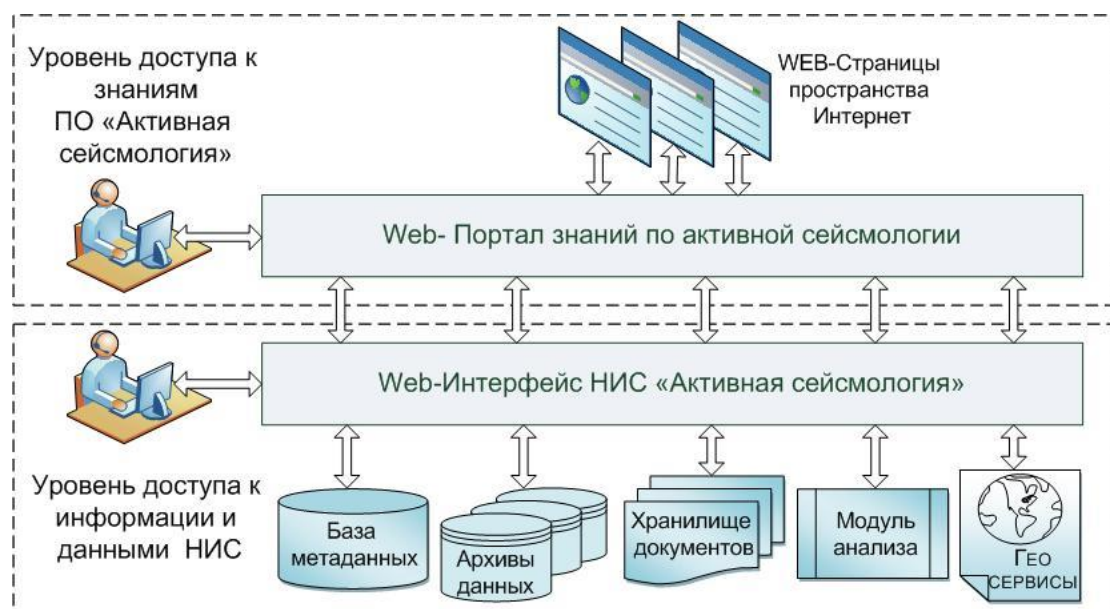 Уровень доступа к
знаниям
ПО «Активная
сейсмология»
WEB-Страницы
пространства
Интернет
Web- Портал знаний по активной сейсмологии
Web-Интерфейс НИС «Активная сейсмология»
Уровень доступа к
информации и
данными НИС
База
метаданных
Архивы
данных
Хранилище
документов
Модуль
анализа
ГЕО
СЕРВИСЫ